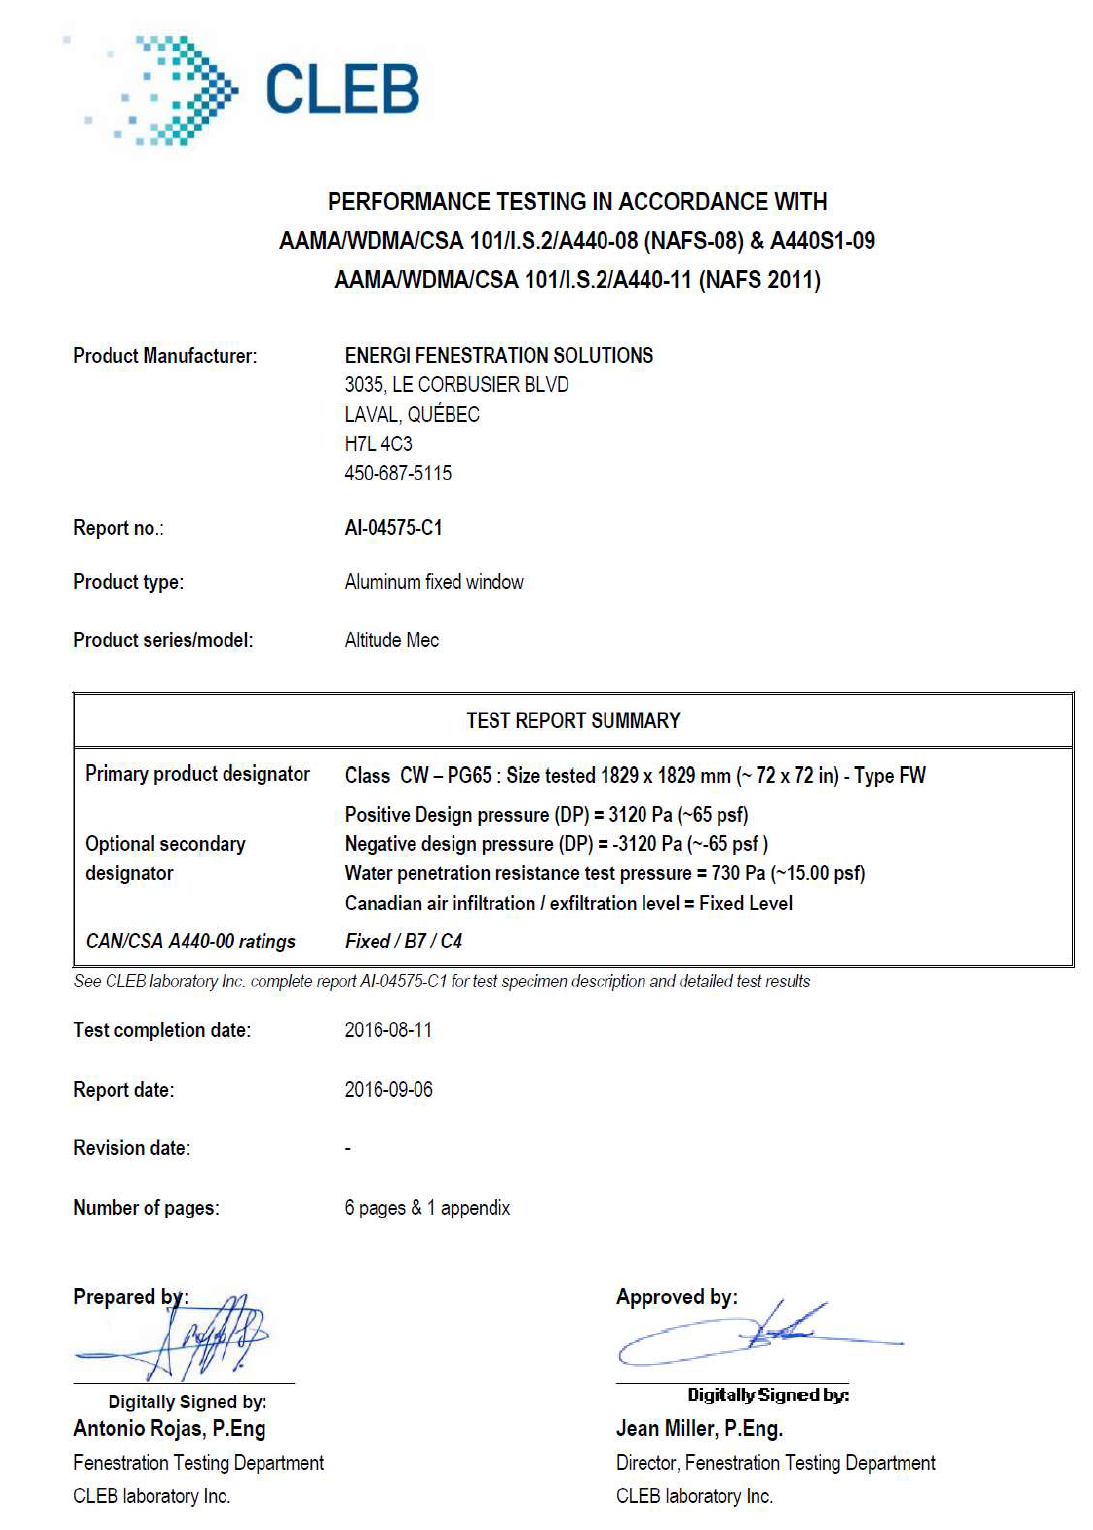 CLEB
PERFORMANCE TESTING IN ACCORDANCE WITH
AAMA/WDMA/CSA 101/I.S.2/A440-08 (NAFS-08) & A440S1-09
AAMA/WDMA/CSA 101/I.S.2/A440-11 (NAFS 2011)
Product Manufacturer: ENERGI FENESTRATION SOLUTIONS
3035, LE CORBUSIER BLVD
LAVAL, QUÉBEC
H7L 4C3
450-687-5115
Report no.: AI-04575-C1
Product type: Aluminum fixed window
Product series/model: Altitude Mec
TEST REPORT SUMMARY
Primary product designator Class CW – PG65 : Size tested 1829 x 1829 mm (~ 72 x 72 in) - Type FW
Positive Design pressure (DP) = 3120 Pa (~65 psf)
Optional secondary Negative design pressure (DP) = -3120 Pa (~-65 psf )
designator Water penetration resistance test pressure = 730 Pa (~15.00 psf)
Canadian air infiltration / exfiltration level = Fixed Level
CAN/CSA A440-00 ratings Fixed / B7 / C4
See CLEB laboratory Inc. complete report AI-04575-C1 for test specimen description and detailed test results
Test completion date: 2016-08-11
Report date: 2016-09-06
Revision date: -
Number of pages: 6 pages & 1 appendix
Prepared by: Approved by:
Digitally Signed by: Digitally Signed by:
Antonio Rojas, P.Eng Jean Miller, P.Eng.
Fenestration Testing Department Director, Fenestration Testing Department
CLEB laboratory Inc. CLEB laboratory Inc.